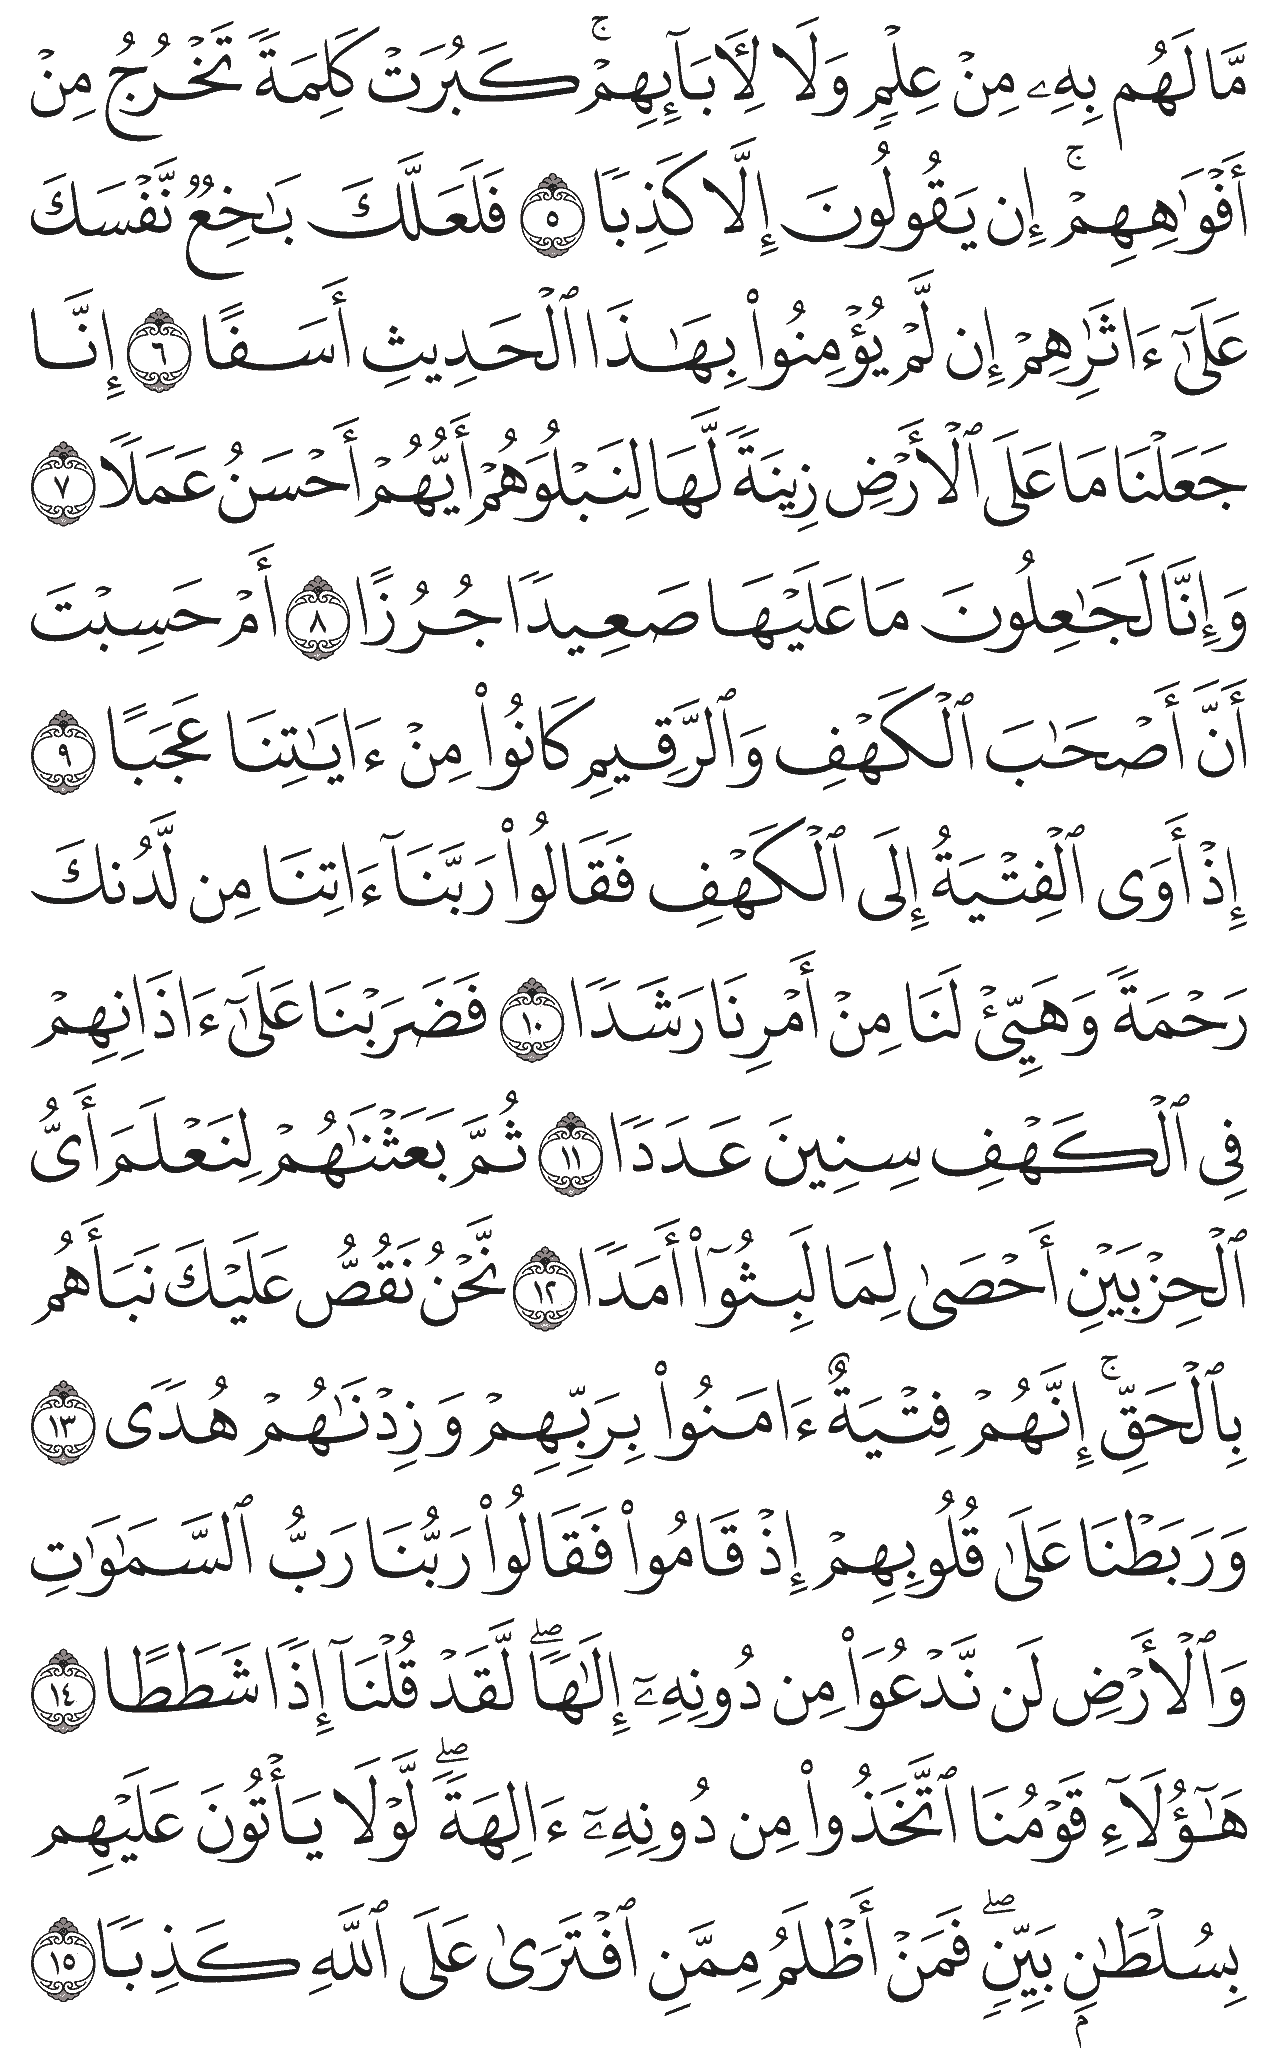 مَّا لَهُم بِهِۦ مِنْ عِلْمٍ وَلَا لِءَابَآئِهِمْ ۚ كَبُرَتْ كَلِمَةً تَخْرُجُ مِنْ
أَفْوَٰهِهِمْ ۚ إِن يَقُولُونَ إِلَّا كَذِبًا ٥ فَلَعَلَّكَ بَـٰخِعٌ نَّفْسَكَ
عَلَىٰٓ ءَاثَـٰرِهِمْ إِن لَّمْ يُؤْمِنُوا۟ بِهَـٰذَا ٱلْحَدِيثِ أَسَفًا ٦ إِنَّا
جَعَلْنَا مَا عَلَى ٱلْأَرْضِ زِينَةً لَّهَا لِنَبْلُوَهُمْ أَيُّهُمْ أَحْسَنُ عَمَلًا ٧
وَإِنَّا لَجَـٰعِلُونَ مَا عَلَيْهَا صَعِيدًا جُرُزًا ٨ أَمْ حَسِبْتَ
أَنَّ أَصْحَـٰبَ ٱلْكَهْفِ وَٱلرَّقِيمِ كَانُوا۟ مِنْ ءَايَـٰتِنَا عَجَبًا ٩
إِذْ أَوَى ٱلْفِتْيَةُ إِلَى ٱلْكَهْفِ فَقَالُوا۟ رَبَّنَآ ءَاتِنَا مِن لَّدُنكَ
رَحْمَةً وَهَيِّئْ لَنَا مِنْ أَمْرِنَا رَشَدًا ١٠ فَضَرَبْنَا عَلَىٰٓ ءَاذَانِهِمْ
فِى ٱلْكَهْفِ سِنِينَ عَدَدًا ١١ ثُمَّ بَعَثْنَـٰهُمْ لِنَعْلَمَ أَىُّ
ٱلْحِزْبَيْنِ أَحْصَىٰ لِمَا لَبِثُوٓا۟ أَمَدًا ١٢ نَّحْنُ نَقُصُّ عَلَيْكَ نَبَأَهُم
بِٱلْحَقِّ ۚ إِنَّهُمْ فِتْيَةٌ ءَامَنُوا۟ بِرَبِّهِمْ وَزِدْنَـٰهُمْ هُدًى ١٣
وَرَبَطْنَا عَلَىٰ قُلُوبِهِمْ إِذْ قَامُوا۟ فَقَالُوا۟ رَبُّنَا رَبُّ ٱلسَّمَـٰوَٰتِ
وَٱلْأَرْضِ لَن نَّدْعُوَا۟ مِن دُونِهِۦٓ إِلَـٰهًا ۖ لَّقَدْ قُلْنَآ إِذًا شَطَطًا ١٤
هَـٰٓؤُلَآءِ قَوْمُنَا ٱتَّخَذُوا۟ مِن دُونِهِۦٓ ءَالِهَةً ۖ لَّوْلَا يَأْتُونَ عَلَيْهِم
بِسُلْطَـٰنٍۭ بَيِّنٍ ۖ فَمَنْ أَظْلَمُ مِمَّنِ ٱفْتَرَىٰ عَلَى ٱللَّهِ كَذِبًا ١٥